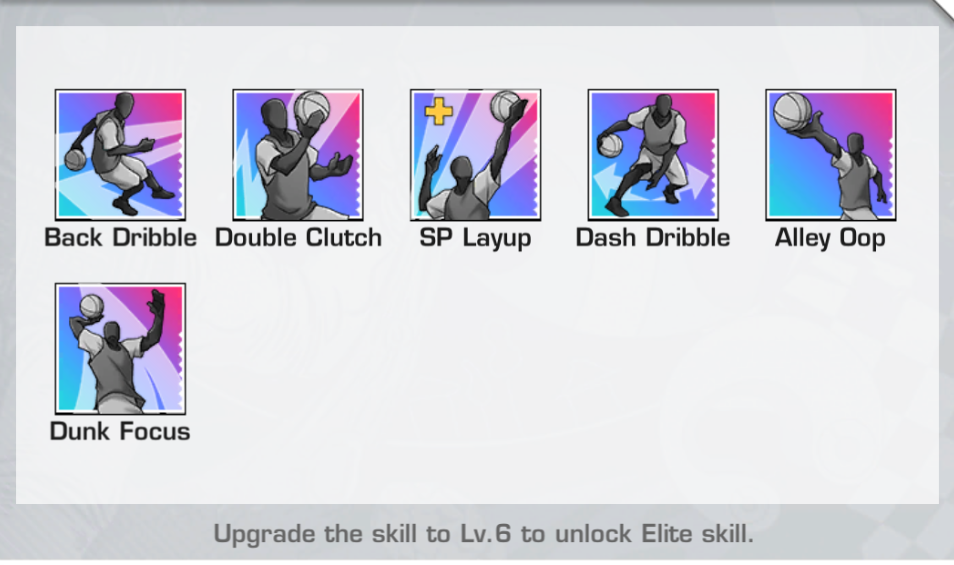 Back Dribble
Double Clutch
SP Layup
Dash Dribble
Alley Oop
Dunk Focus
Upgrade the skill to Lv.6 to unlock Elite skill.